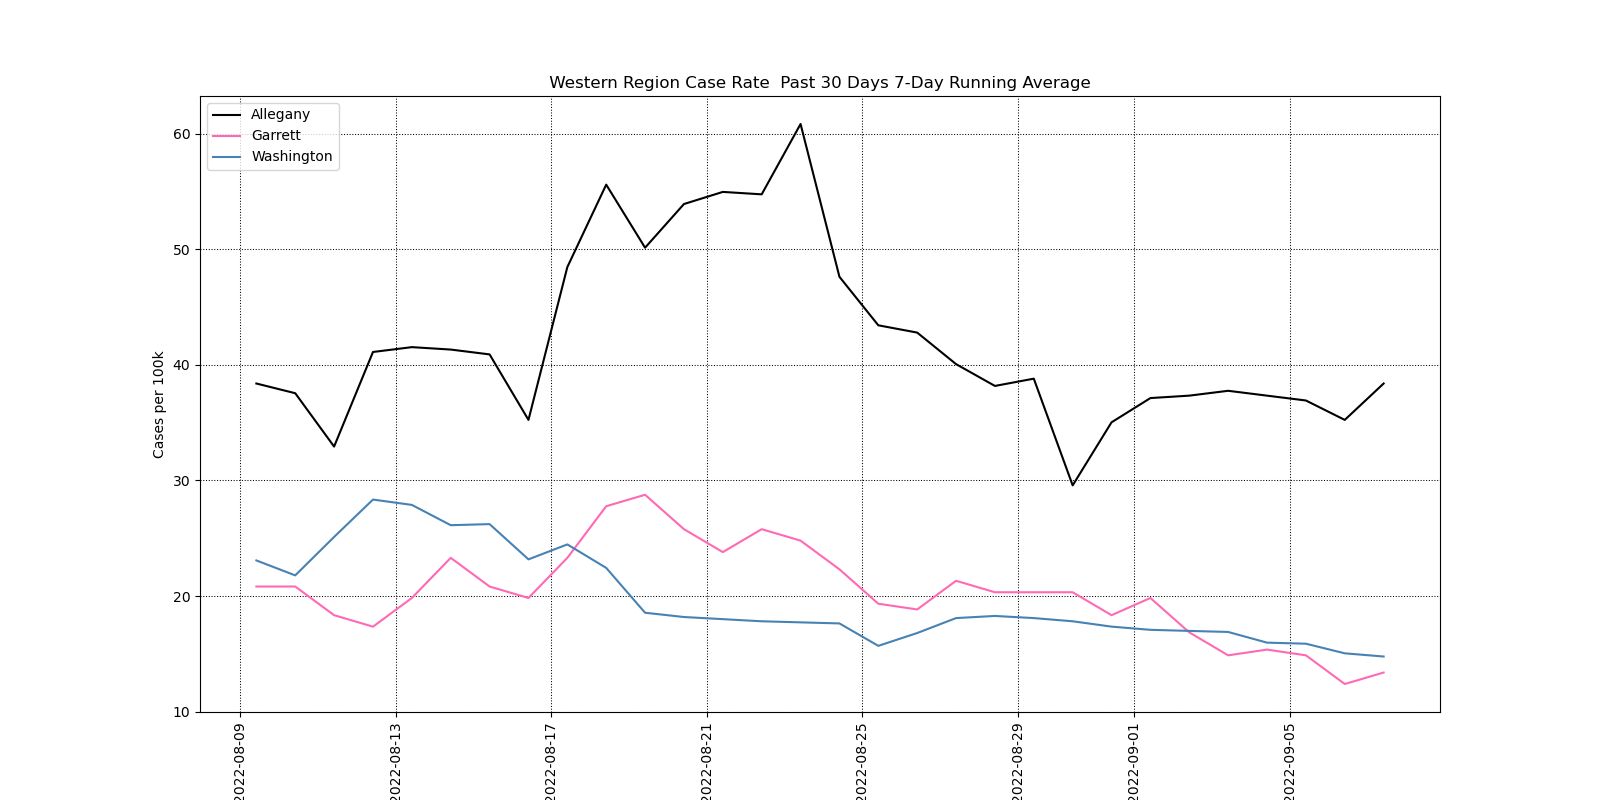 Western Region Case Rate  Past 30 Days 7-Day Running Average
Allegany
Garrett
Washington
Cases per 100k
60
50
40
30
20
10
2022-08-09
2022-08-13
2022-08-17
2022-08-21
2022-08-25
2022-08-29
2022-09-01
2022-09-05